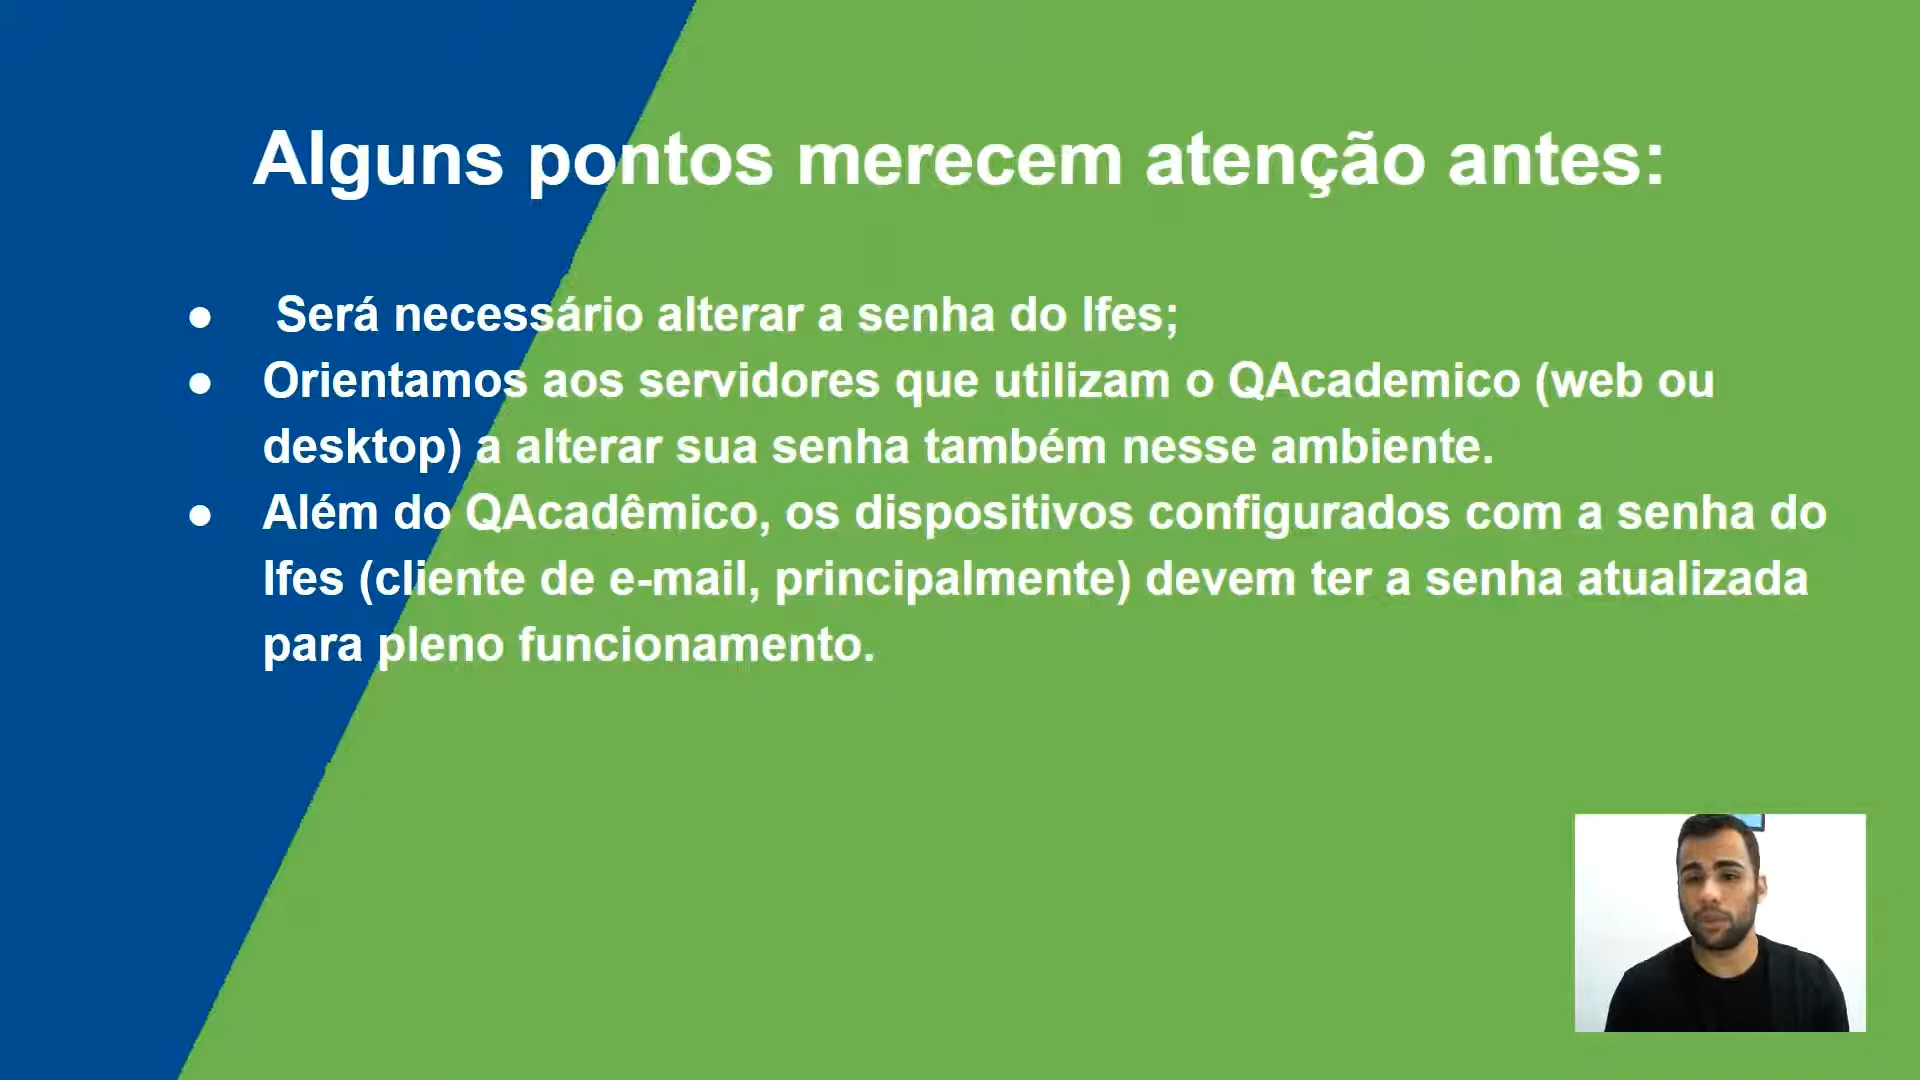 Alguns pontos merecem atenção antes:
● Será necessário alterar a senha do Ifes;
● Orientamos aos servidores que utilizam o QAcademico (web ou
desktop) a alterar sua senha também nesse ambiente.
● Além do QAcadêmico, os dispositivos configurados com a senha do
Ifes (cliente de e-mail, principalmente) devem ter a senha atualizada
para pleno funcionamento.